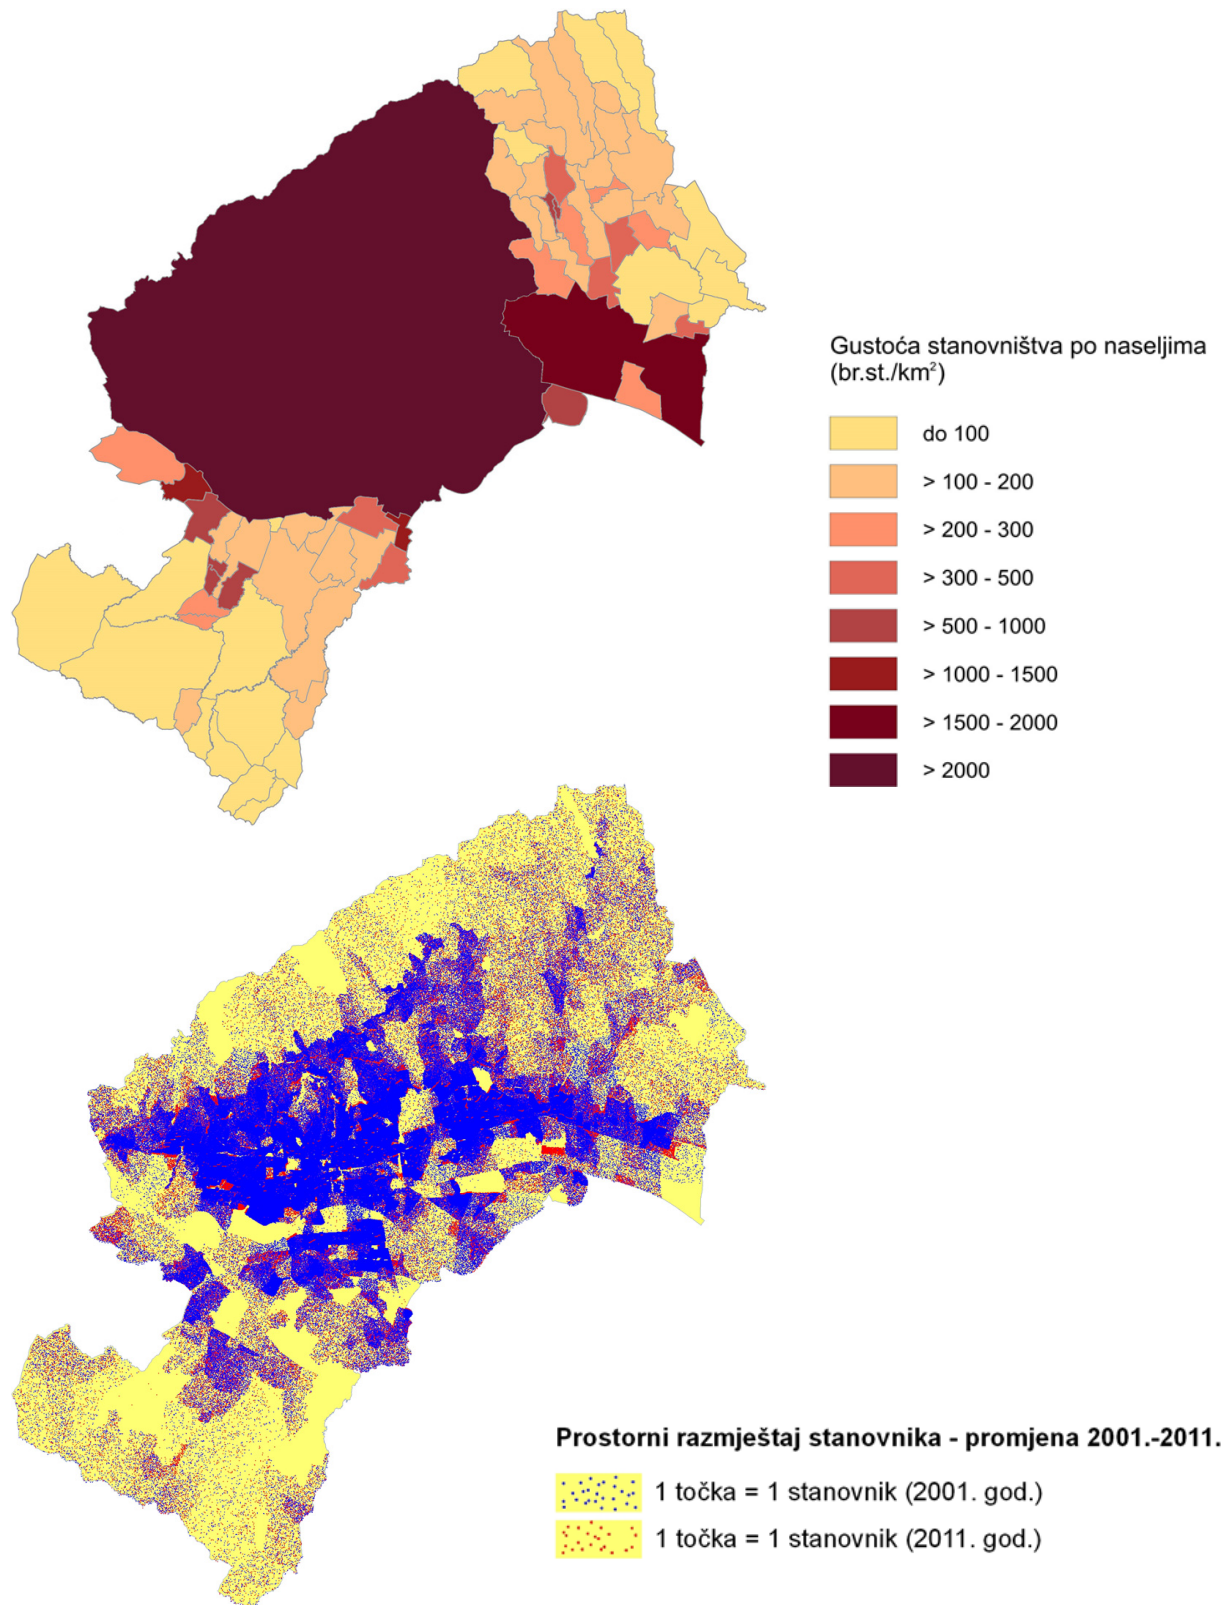 Gustoća stanovništva po naseljima
(br.st./km²)
do 100
> 100 - 200
> 200 - 300
> 300 - 500
> 500 - 1000
> 1000 - 1500
> 1500 - 2000
> 2000
Prostorni razmještaj stanovnika - promjena 2001.-2011.
1 točka = 1 stanovnik (2001. god.)
1 točka = 1 stanovnik (2011. god.)